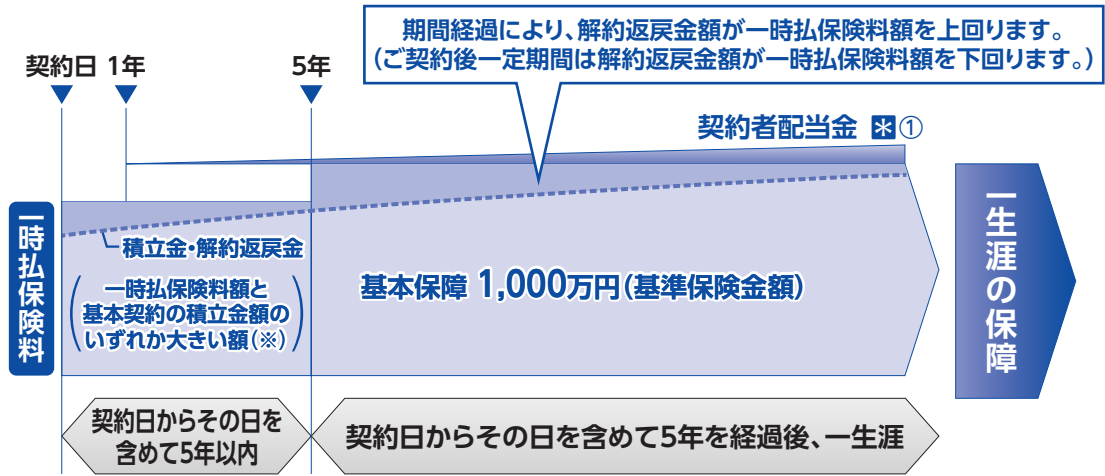 期間経過により、解約返戻金額が一時払保険料額を上回ります。
(ご契約後一定期間は解約返戻金額が一時払保険料額を下回ります。)
契約日 1年
5年
契約者配当金 *①
一時払保険料
積立金・解約返戻金
一時払保険料額と
基本契約の積立金額の
いずれか大きい額(※)
基本保障 1,000万円(基準保険金額)
一生涯の保障
契約日からその日を
含めて5年以内
契約日からその日を含めて5年を経過後、一生涯